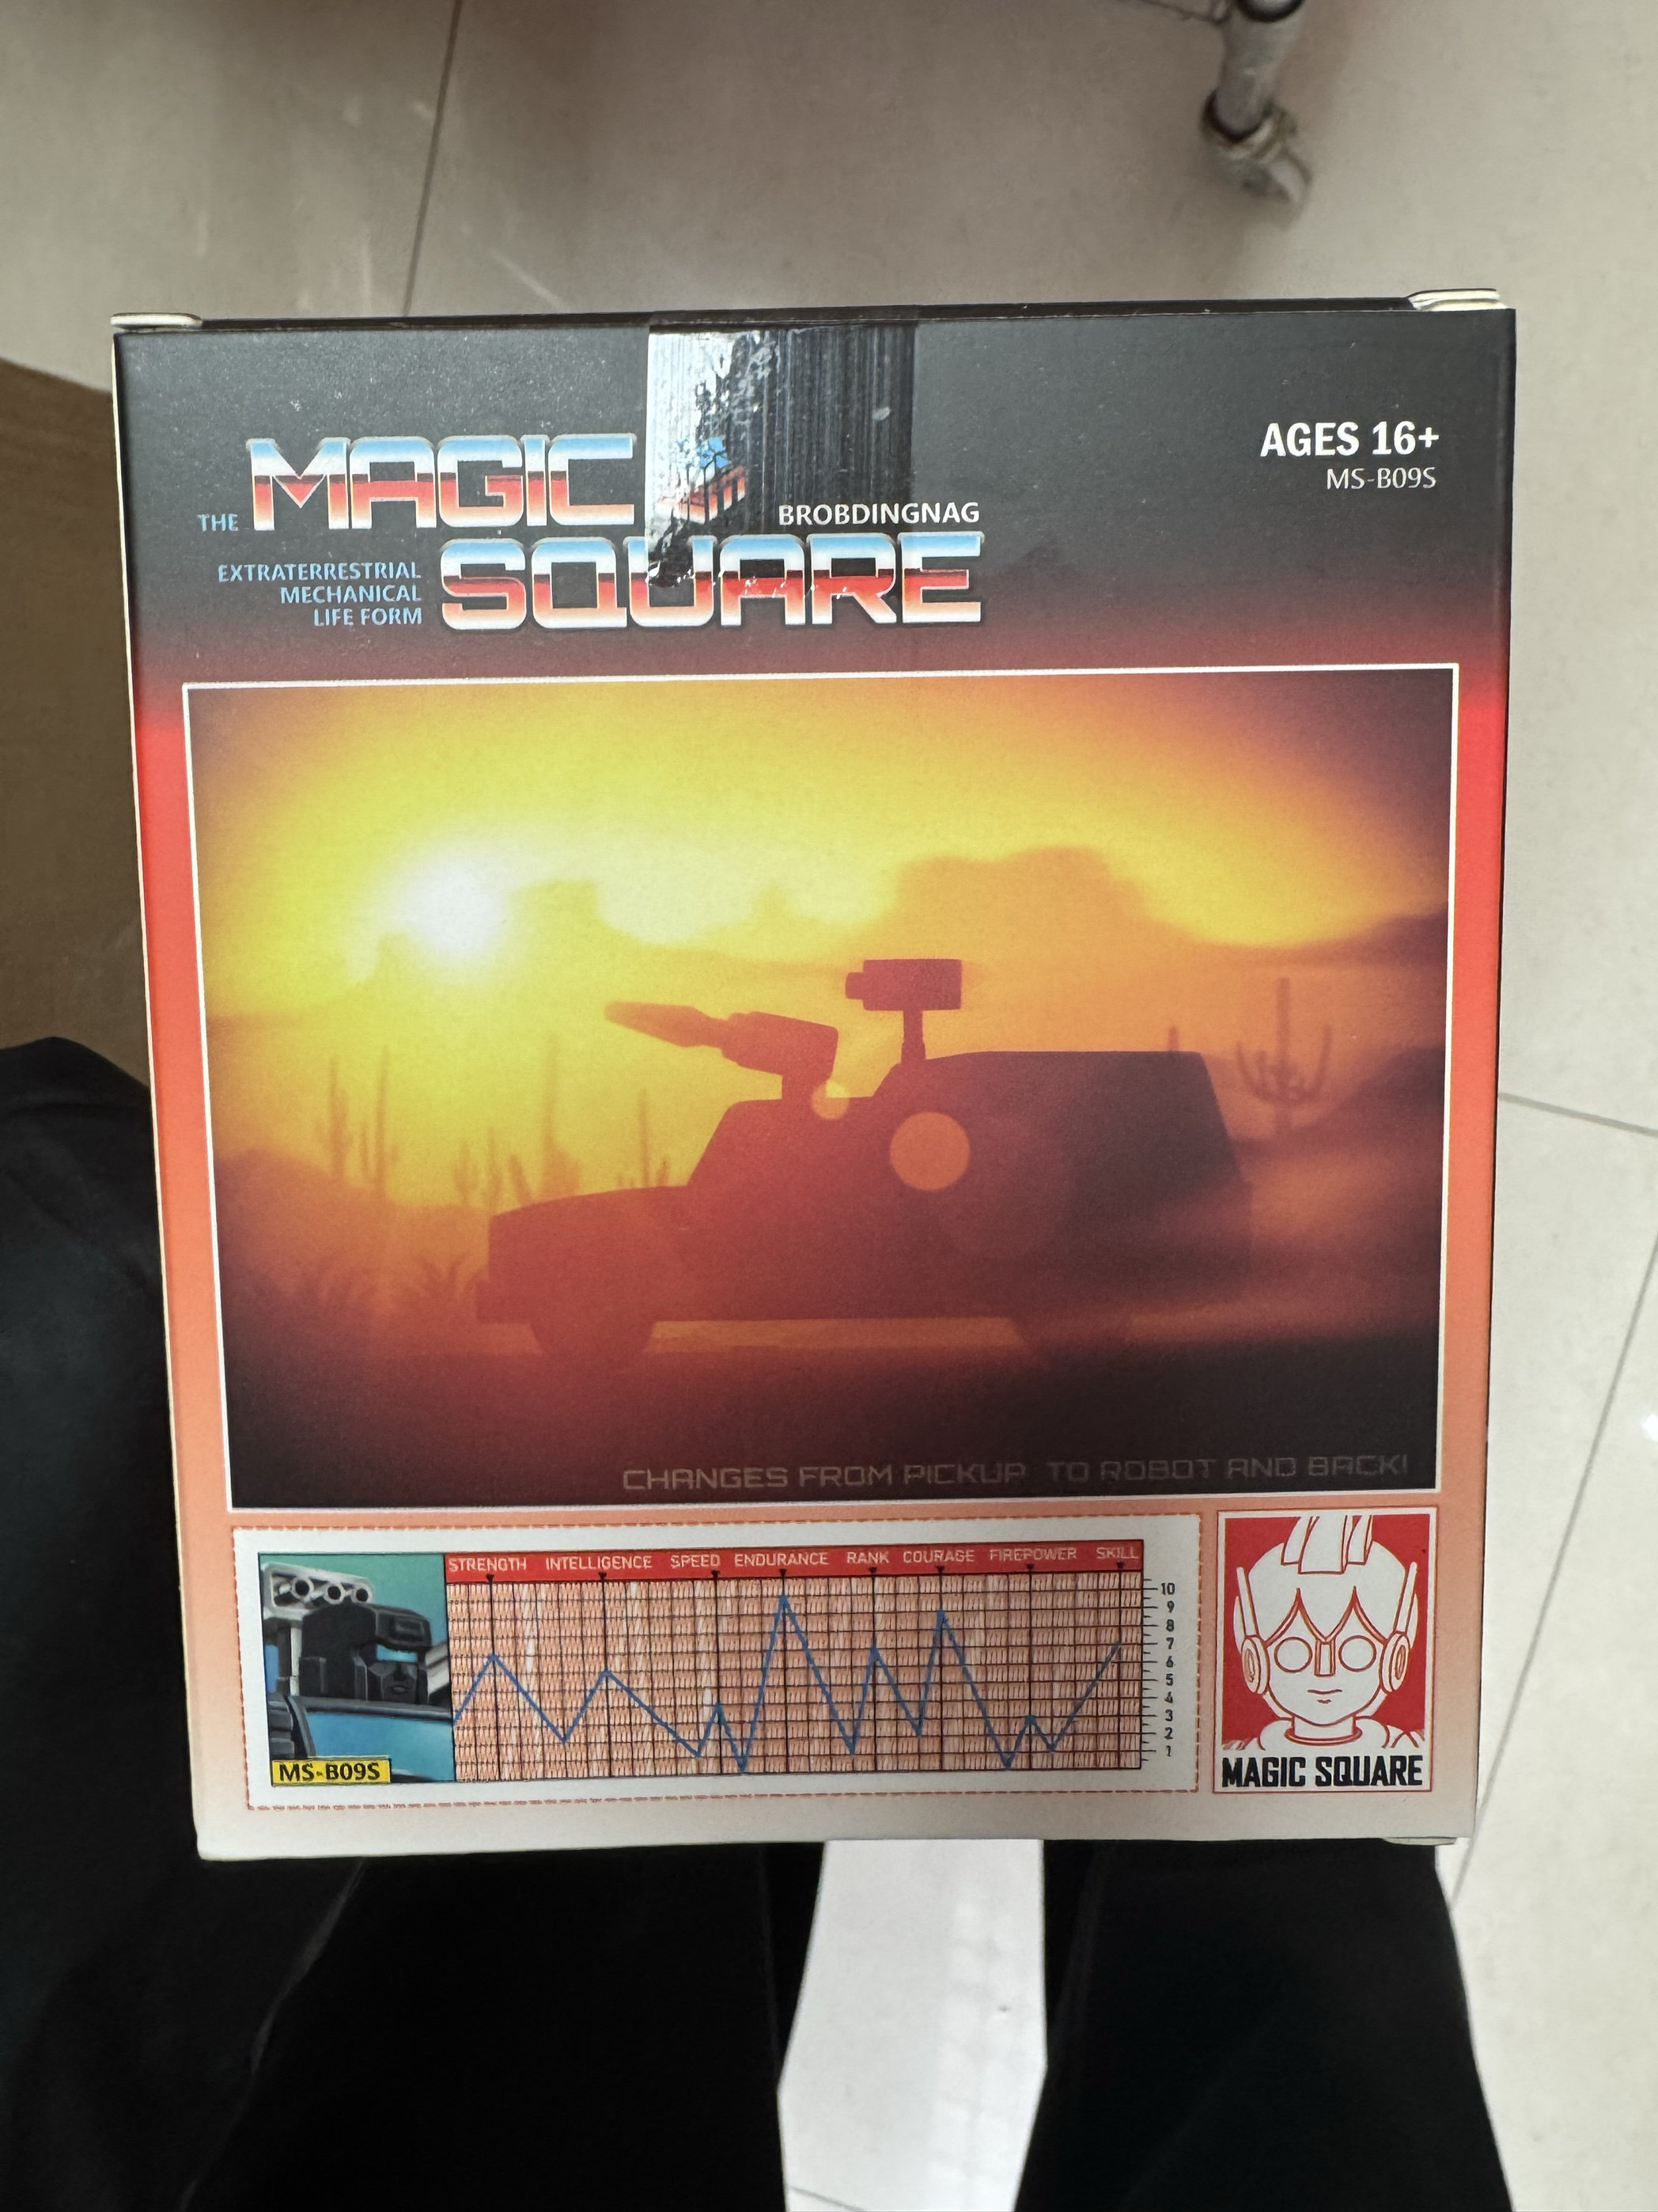 THE MAGIC
BROBDINGNAG
EXTRATERRESTRIAL
MECHANICAL
LIFE FORM
SQUARE
AGES 16+
MS-B09S
CHANGES FROM PICKUP TO ROBOT AND BACK!
STRENGTH INTELLIGENCE SPEED ENDURANCE RANK COURAGE FIREPOWER SKILL
10
9
8
7
6
5
4
3
2
1
MS-B09S
MAGIC SQUARE